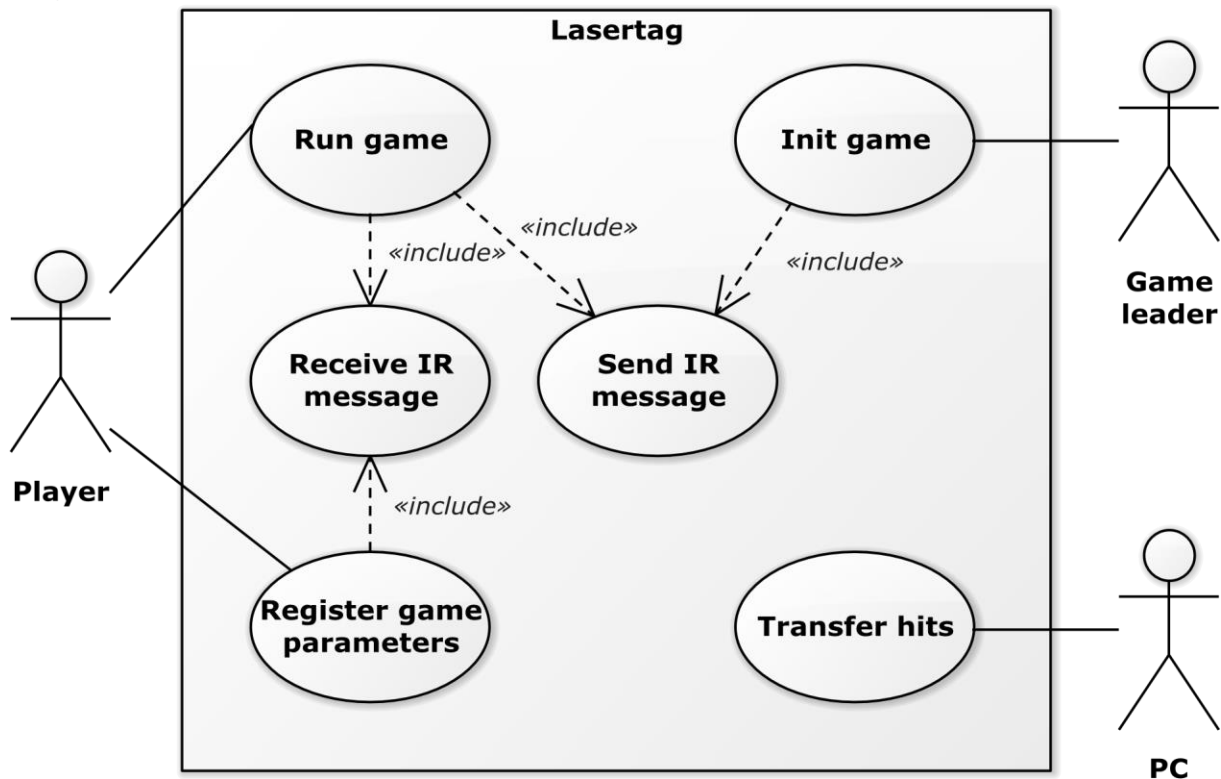 Lasertag
Run game
Init game
«include»
«include»
«include»
Game
leader
Receive IR
message
Send IR
message
Player
«include»
Register game
parameters
Transfer hits
PC